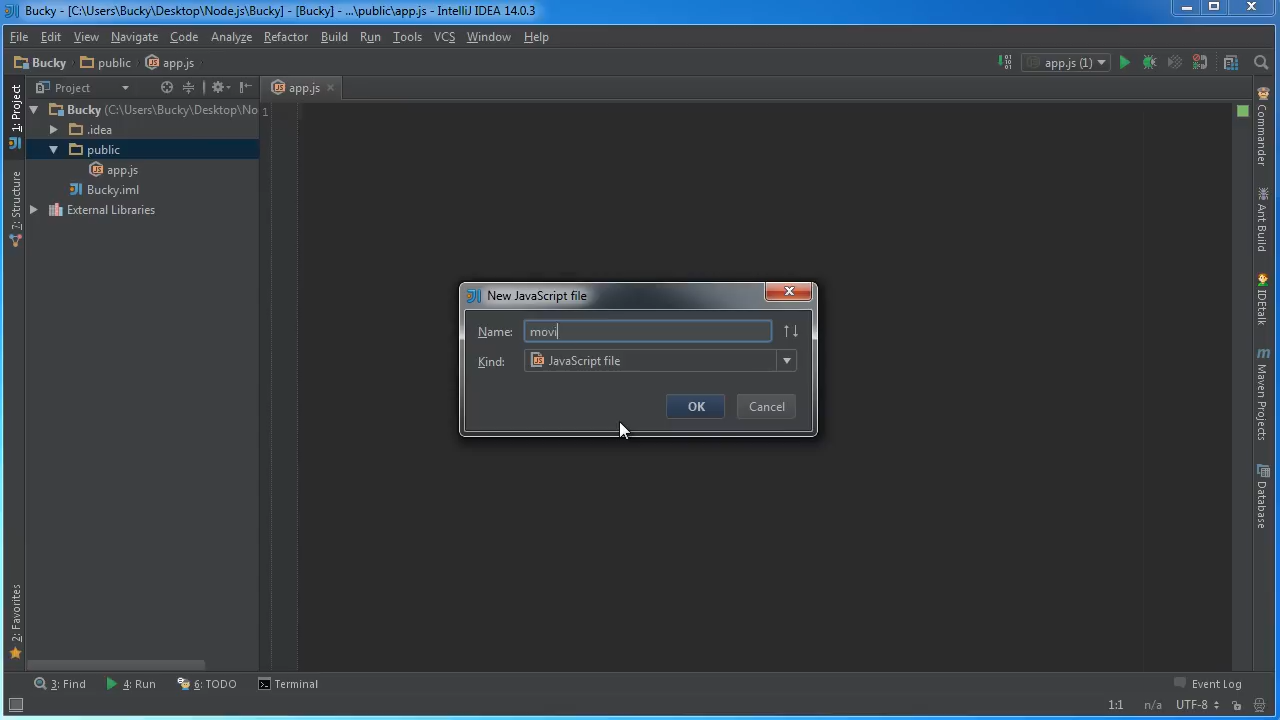 Bucky - [C:\Users\Bucky\Desktop\Node.js\Bucky] - [Bucky] - ...\public\app.js - IntelliJ IDEA 14.0.3
File Edit View Navigate Code Analyze Refactor Build Run Tools VCS Window Help
Bucky public app.js app.js (1)
Project app.js
1: Project
7: Structure
2: Favorites
Bucky (C:\Users\Bucky\Desktop\No
.idea
public
app.js
Bucky.iml
External Libraries
1
New JavaScript file
Name: movi
Kind: JavaScript file
OK Cancel
Commander
Ant Build
IDEtalk
Maven Projects
Database
3: Find 4: Run 6: TODO Terminal Event Log
1:1 n/a UTF-8